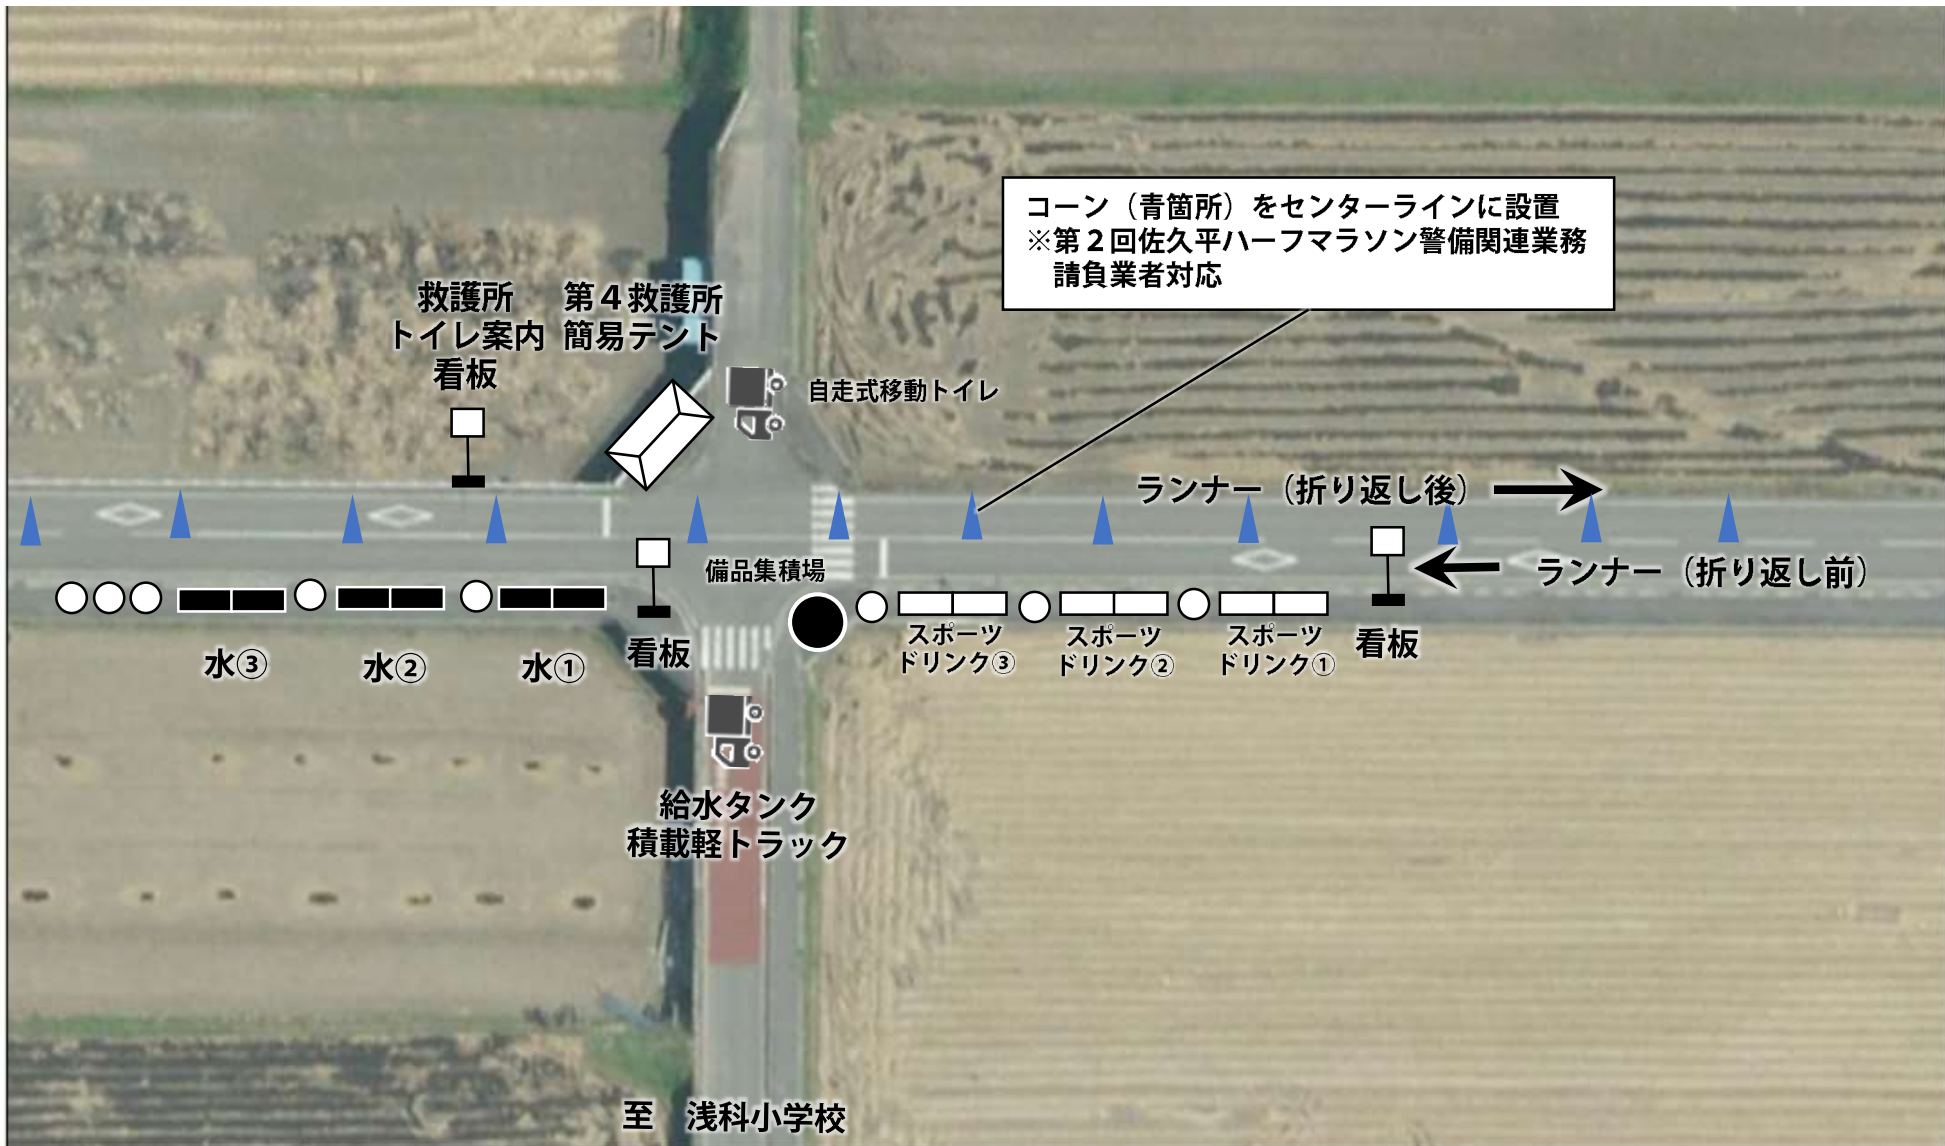 コーン（青箇所）をセンターラインに設置
※第２回佐久平ハーフマラソン警備関連業務
請負業者対応
救護所
トイレ案内
看板
第４救護所
簡易テント
自走式移動トイレ
ランナー（折り返し後）
ランナー（折り返し前）
備品集積場
水③
水②
水①
看板
スポーツ
ドリンク③
スポーツ
ドリンク②
スポーツ
ドリンク①
看板
給水タンク
積載軽トラック
至　浅科小学校